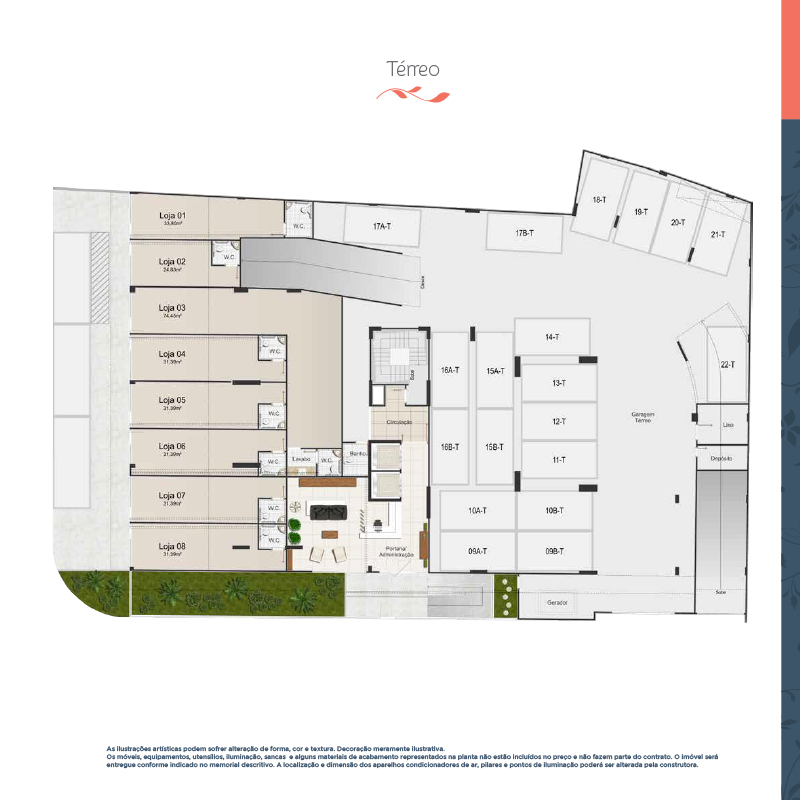 Térreo
18-T
19-T
20-T
21-T
Loja 01
33,86m²
W.C.
17A-T
17B-T
Loja 02
24,83m²
W.C.
Desce
Loja 03
74,45m²
14-T
Loja 04
31,39m²
W.C.
Sobe
16A-T
15A-T
22-T
13-T
Loja 05
31,39m²
W.C.
Circulação
12-T
Garagem
Térreo
Lixo
Loja 06
31,39m²
W.C.
Lavabo
W.C.
Banho
16B-T
15B-T
11-T
Depósito
Loja 07
31,39m²
W.C.
10A-T
10B-T
Loja 08
31,39m²
W.C.
Portaria/
Administração
09A-T
09B-T
Sobe
Gerador
As ilustrações artísticas podem sofrer alteração de forma, cor e textura. Decoração meramente ilustrativa.
Os móveis, equipamentos, utensílios, iluminação, sancas e alguns materiais de acabamento representados na planta não estão incluídos no preço e não fazem parte do contrato. O imóvel será
entregue conforme indicado no memorial descritivo. A localização e dimensão dos aparelhos condicionadores de ar, pilares e pontos de iluminação poderá ser alterada pela construtora.